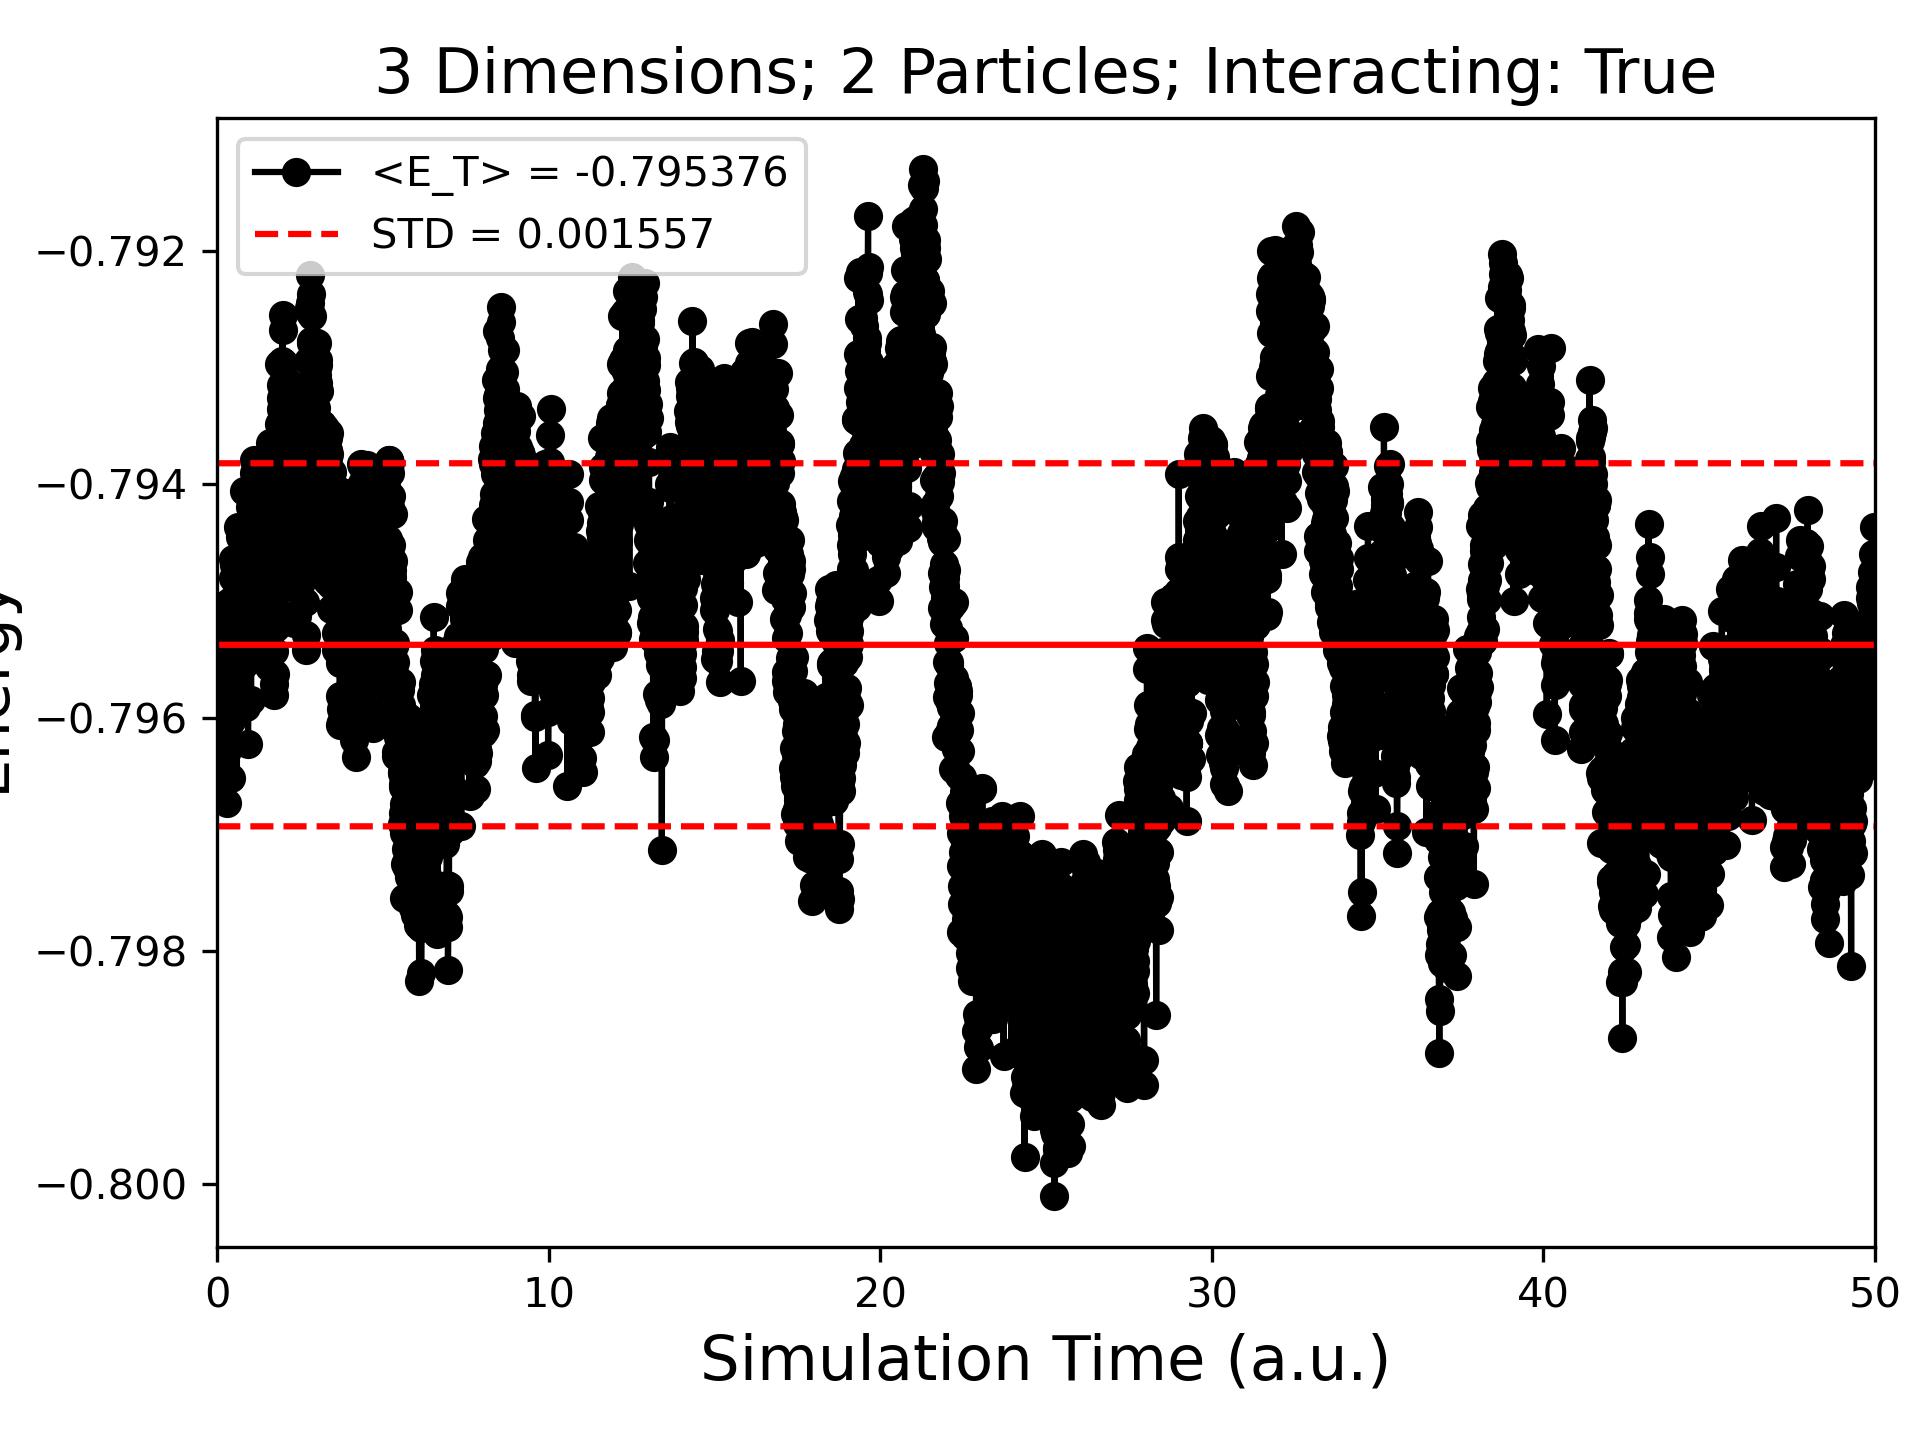 3 Dimensions; 2 Particles; Interacting: True
<E_T> = -0.795376
STD = 0.001557
Energy
−0.792
−0.794
−0.796
−0.798
−0.800
0 10 20 30 40 50
Simulation Time (a.u.)